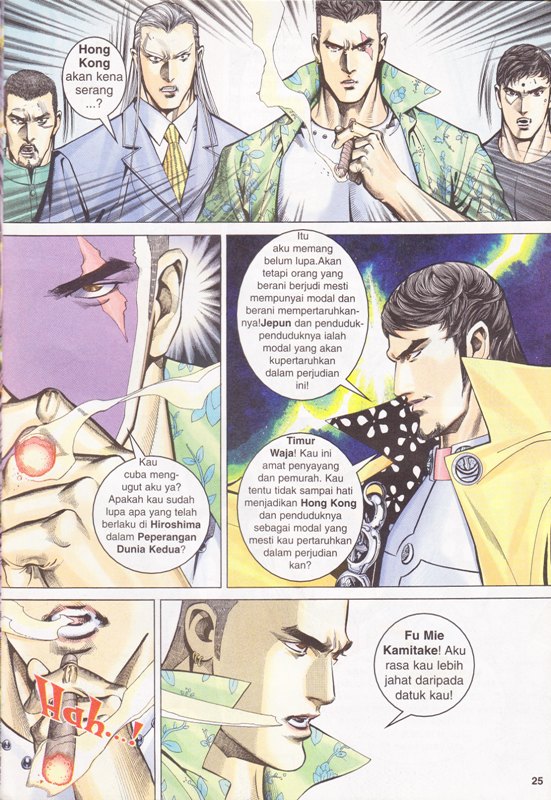 Hong
Kong
akan kena
serang
...?
Itu
aku memang
belum lupa.Akan
tetapi orang yang
berani berjudi mesti
mempunyai modal dan
berani mempertaruhkan-
nya!Jepun dan penduduk-
penduduknya ialah
modal yang akan
kupertaruhkan
dalam perjudian
ini!
Kau
cuba meng-
ugut aku ya?
Apakah kau sudah
lupa apa yang telah
berlaku di Hiroshima
dalam Peperangan
Dunia Kedua?
Timur
Waja! Kau ini
amat penyayang
dan pemurah. Kau
tentu tidak sampai hati
menjadikan Hong Kong
dan penduduknya
sebagai modal yang
mesti kau pertaruhkan
dalam perjudian
kan?
Hah...!
Fu Mie
Kamitake! Aku
rasa kau lebih
jahat daripada
datuk kau!
25